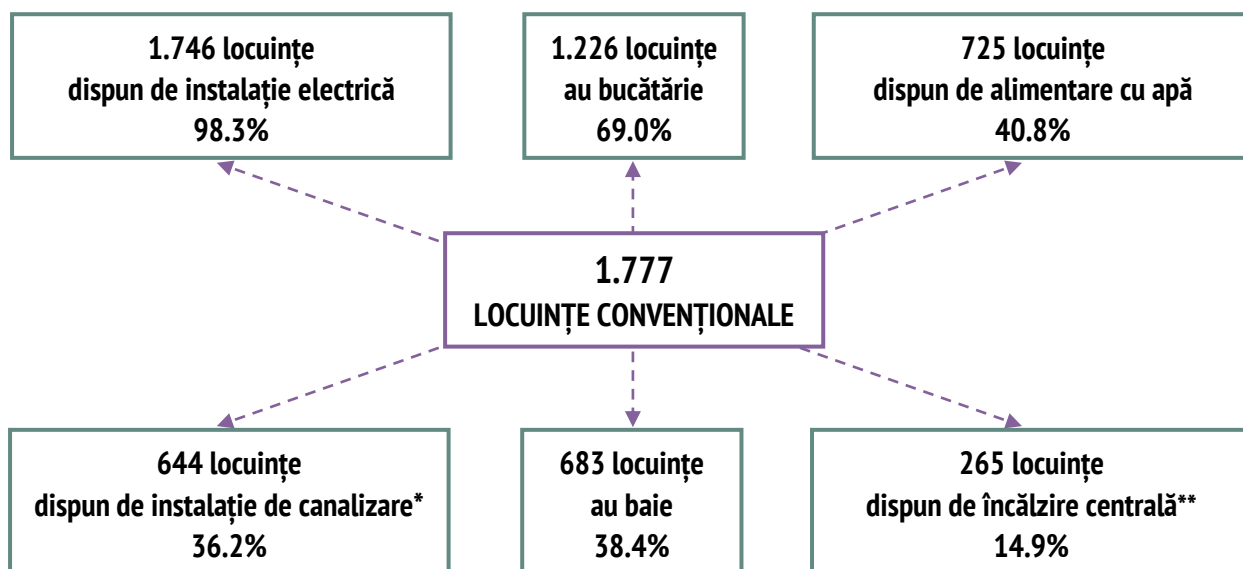 1.746 locuințe
dispun de instalație electrică
98.3%
1.226 locuințe
au bucătărie
69.0%
725 locuințe
dispun de alimentare cu apă
40.8%
1.777
LOCUINȚE CONVENȚIONALE
644 locuințe
dispun de instalație de canalizare*
36.2%
683 locuințe
au baie
38.4%
265 locuințe
dispun de încălzire centrală**
14.9%